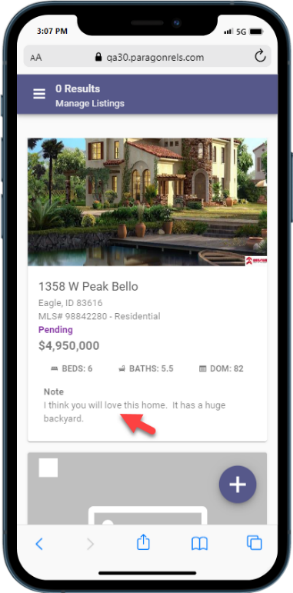 3:07 PM
5G
AA
qa30.paragonrels.com
0 Results
Manage Listings
1358 W Peak Bello
Eagle, ID 83616
MLS# 98842280 - Residential
Pending
$4,950,000
BEDS: 6 BATHS: 5.5 DOM: 82
Note
I think you will love this home. It has a huge
backyard.